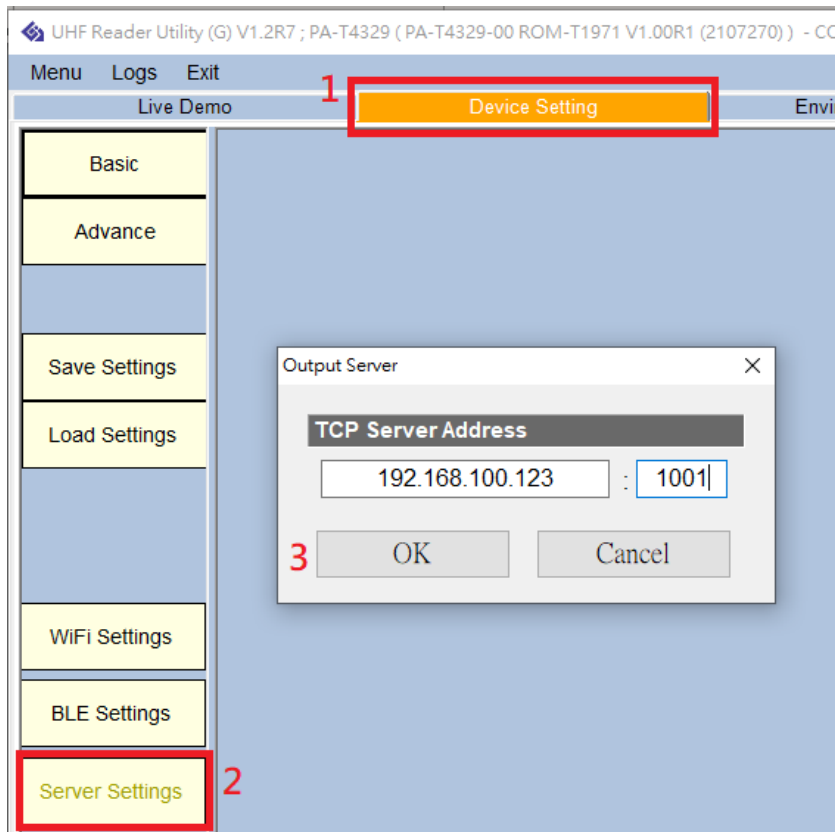 UHF Reader Utility (G) V1.2R7 ; PA-T4329 ( PA-T4329-00 ROM-T1971 V1.00R1 (2107270) ) - CO
Menu Logs Exit
1
Live Demo Device Setting Envi
Basic
Advance
Save Settings
Load Settings
Output Server
TCP Server Address
192.168.100.123 : 1001
3 OK Cancel
WiFi Settings
BLE Settings
Server Settings 2